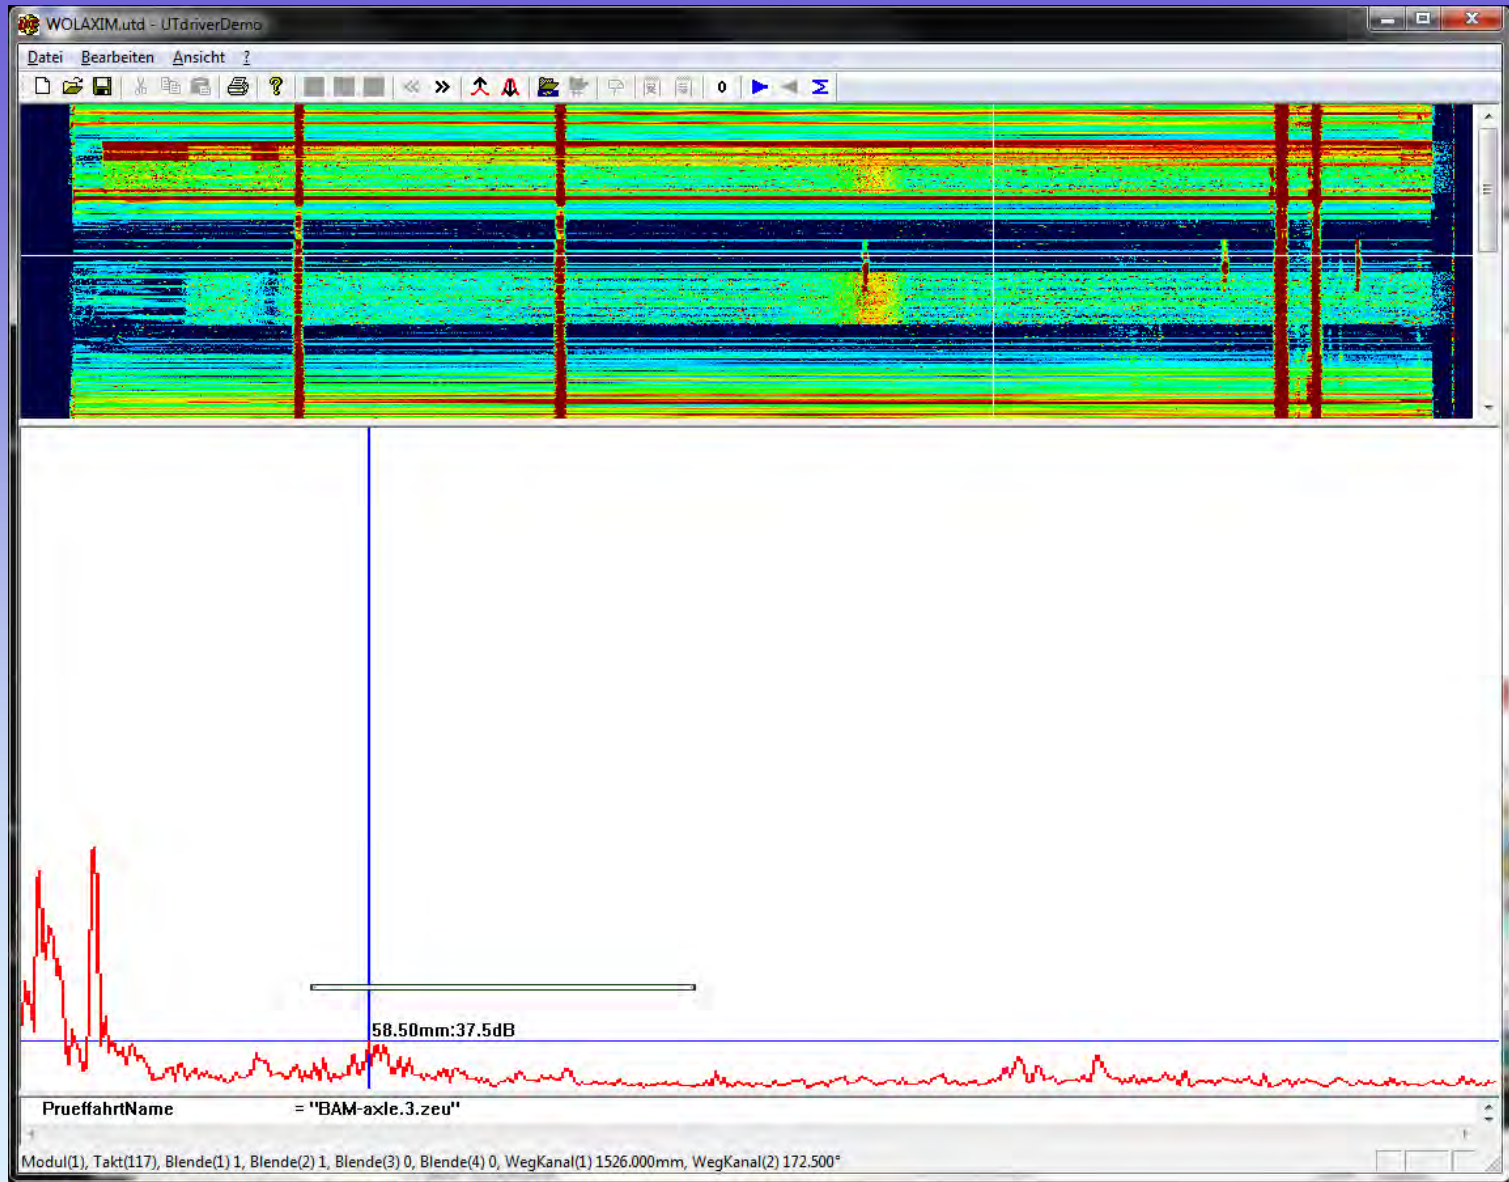 WOLAXIM.utd - UTdriverDemo
Datei Bearbeiten Ansicht ?
0
58.50mm:37.5dB
PrueffahrtName = "BAM-axle.3.zeu"
Modul(1), Takt(117), Blende(1) 1, Blende(2) 1, Blende(3) 0, Blende(4) 0, WegKanal(1) 1526.000mm, WegKanal(2) 172.500°